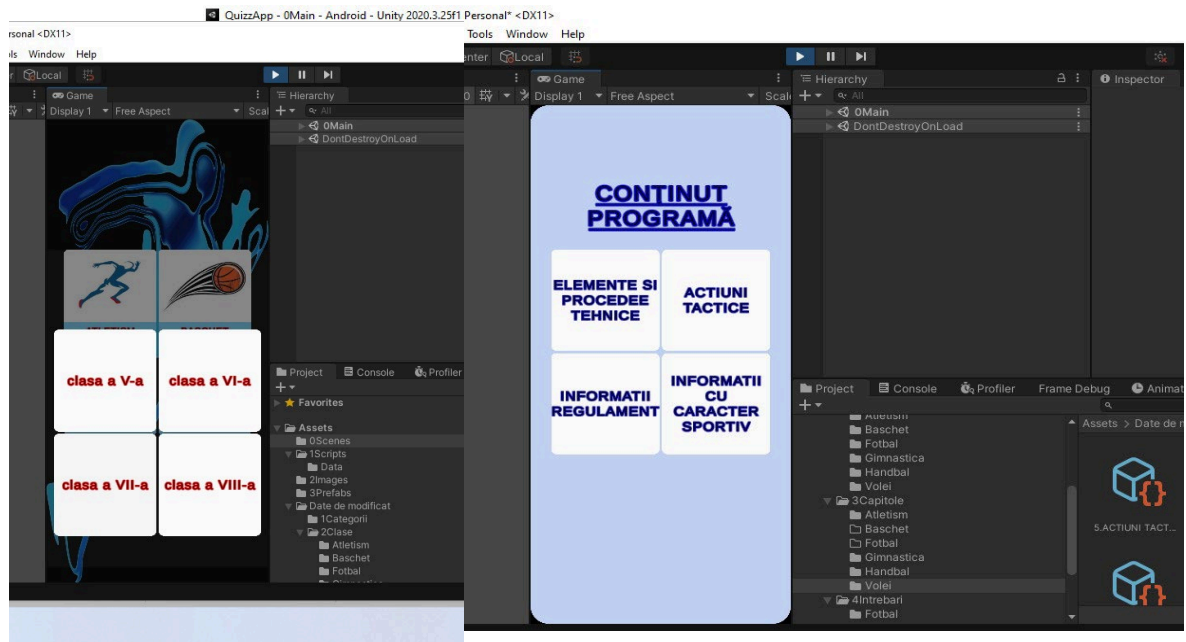 QuizzApp - 0Main - Android - Unity 2020.3.25f1 Personal* <DX11>
rsonal <DX11>
Window Help
Local
Game
Display 1 Free Aspect Scal
Hierarchy
All
0Main
DontDestroyOnLoad
clasa a V-a
clasa a VI-a
clasa a VII-a
clasa a VIII-a
Project Console Profiler
Favorites
Assets
0Scenes
1Scripts
Data
2Images
3Prefabs
Date de modificat
1Categorii
2Clase
Atletism
Baschet
Fotbal
Tools Window Help
enter Local
Game
Display 1 Free Aspect Scal
CONȚINUT
PROGRAMĂ
ELEMENTE SI
PROCEDEE
TEHNICE
ACTIUNI
TACTICE
INFORMATII
REGULAMENT
INFORMATII
CU
CARACTER
SPORTIV
Hierarchy
All
0Main
DontDestroyOnLoad
Inspector
Project Console Profiler Frame Debug Animat
Atletism
Baschet
Fotbal
Gimnastica
Handbal
Volei
3Capitole
Atletism
Baschet
Fotbal
Gimnastica
Handbal
Volei
4Intrebari
Fotbal
Assets > Date de m
5.ACTIUNI TACT...